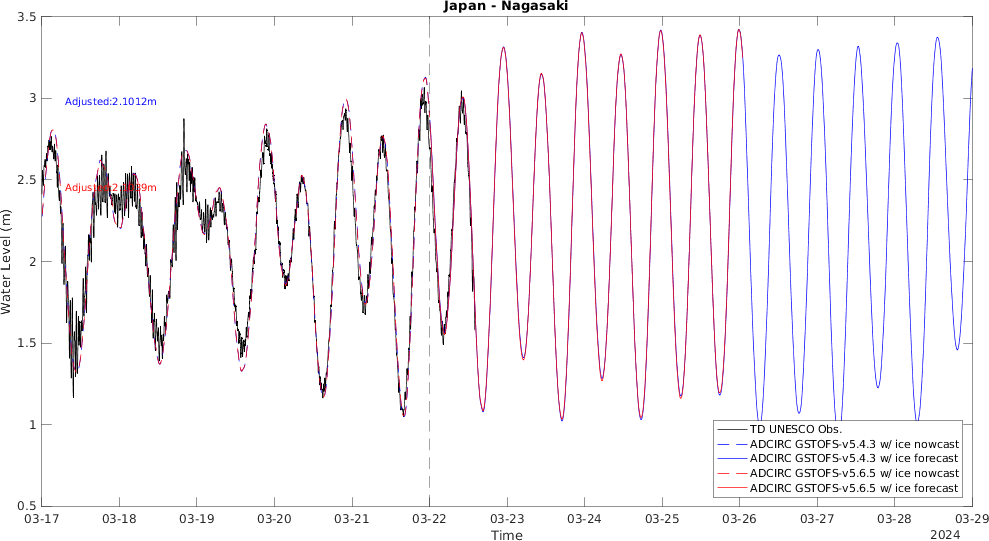 Japan - Nagasaki
3.5
3
2.5
2
1.5
1
0.5
Water Level (m)
Adjusted:2.1012m
03-17
03-18
03-19
03-20
03-21
03-22
03-23
03-24
03-25
03-26
03-27
03-28
03-29
Time
2024
TD UNESCO Obs.
ADCIRC GSTOFS-v5.4.3 w/ ice nowcast
ADCIRC GSTOFS-v5.4.3 w/ ice forecast
ADCIRC GSTOFS-v5.6.5 w/ ice nowcast
ADCIRC GSTOFS-v5.6.5 w/ ice forecast